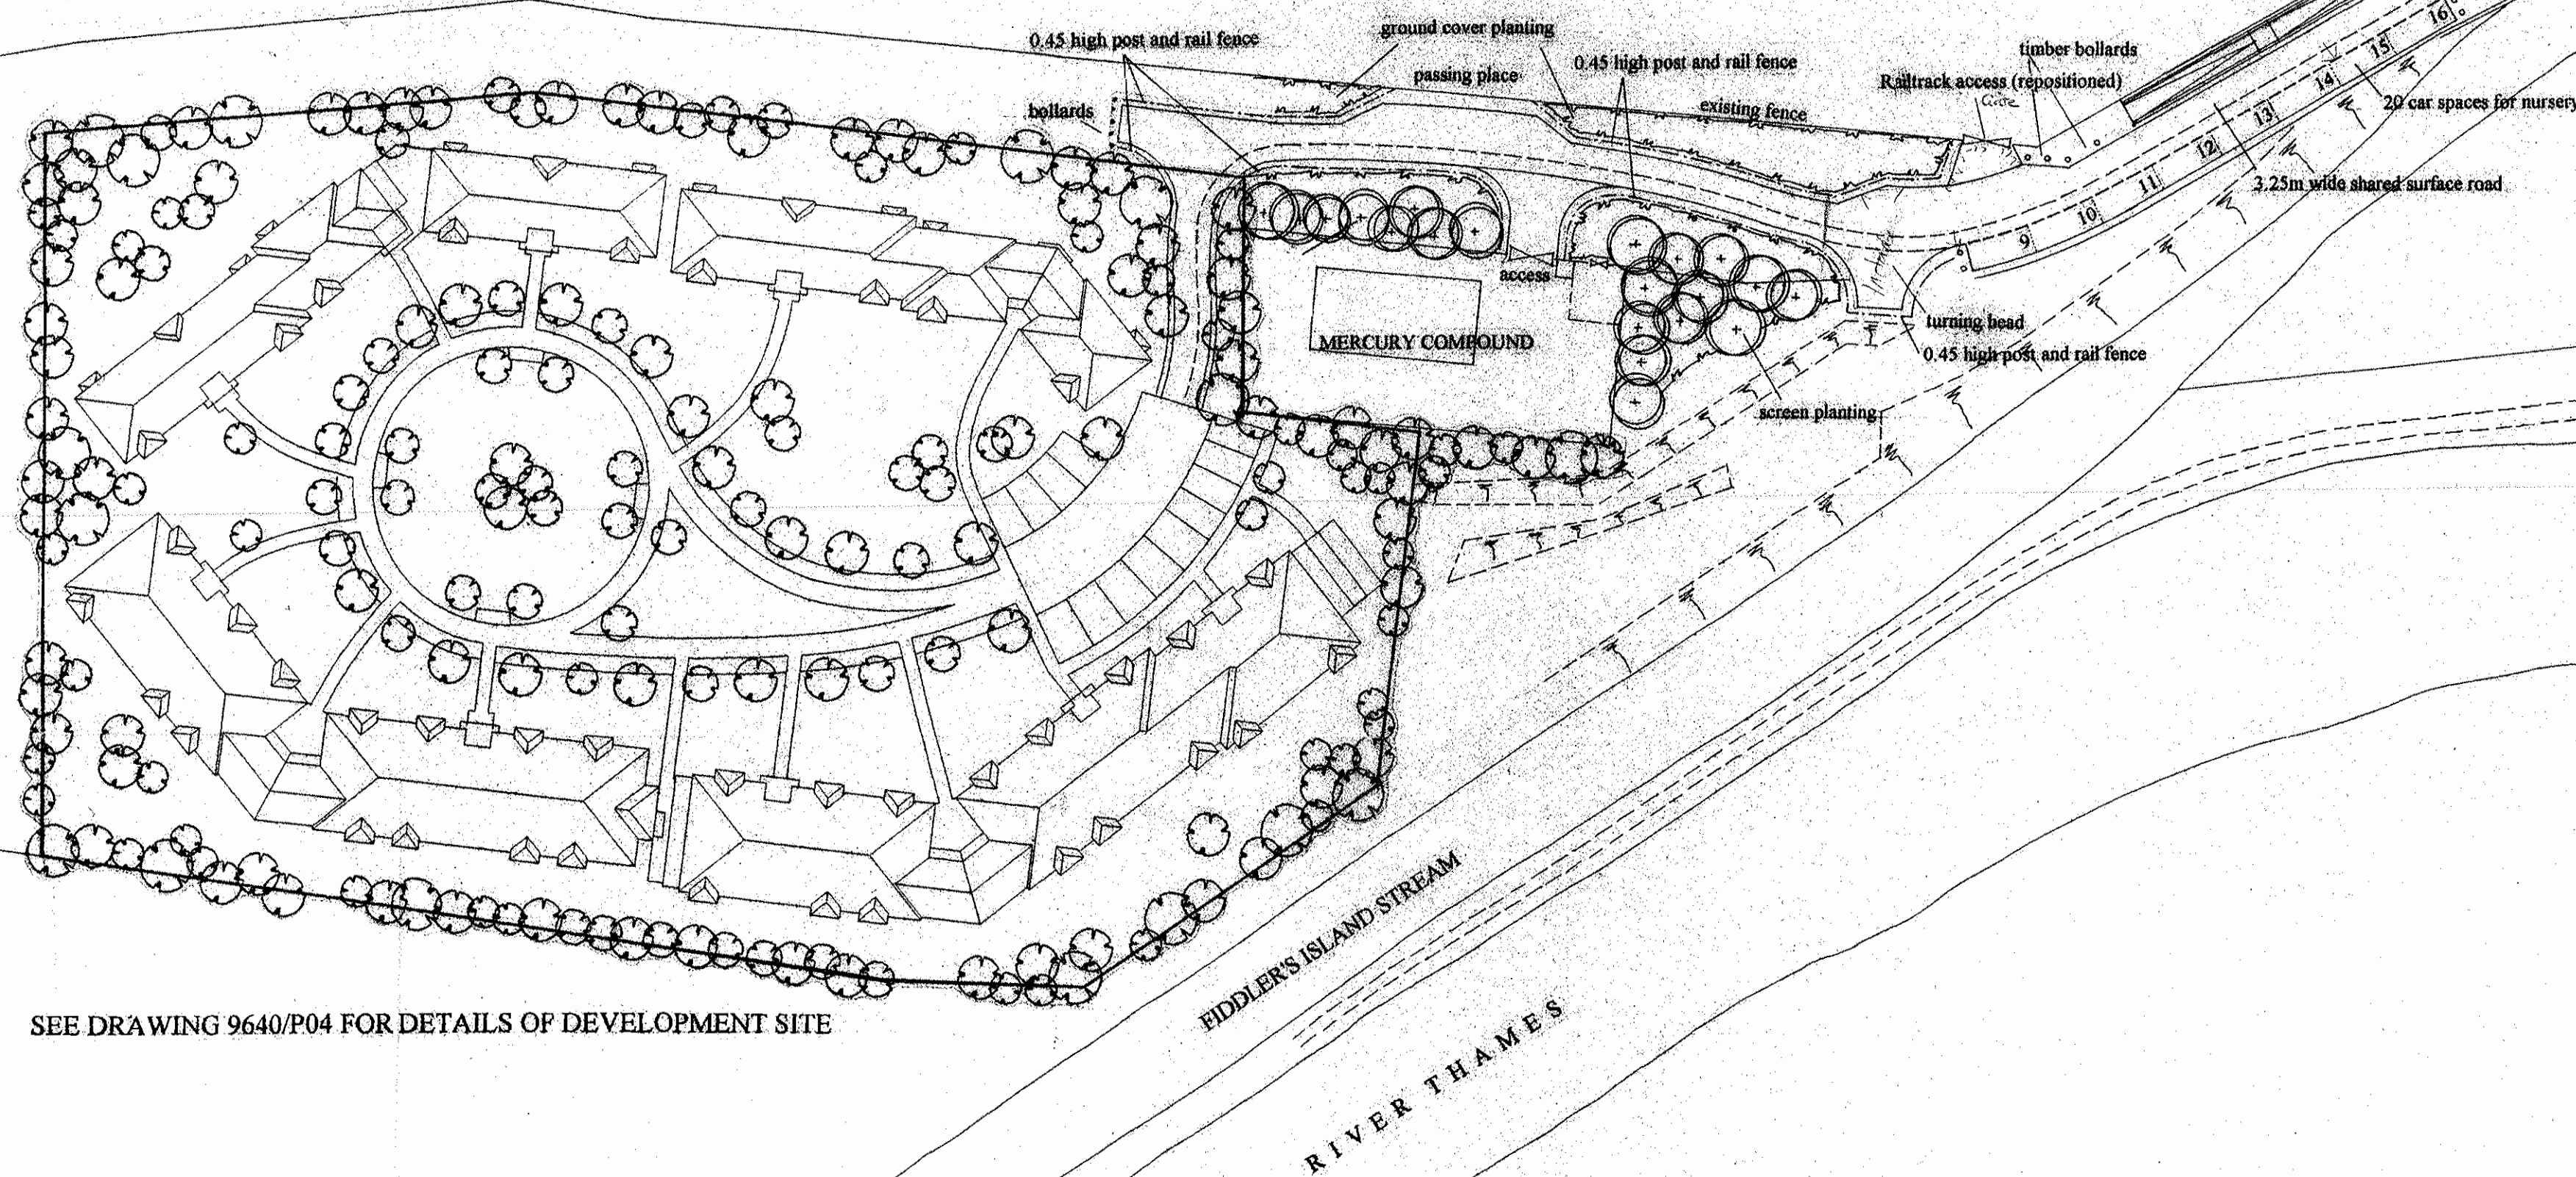 0.45 high post and rail fence
ground cover planting
passing place
0.45 high post and rail fence
timber bollards
Railtrack access (repositioned)
Gate
bollards
existing fence
20 car spaces for nursery
16
15
14
13
12
11
10
9
3.25m wide shared surface road
access
MERCURY COMPOUND
turning head
0.45 high post and rail fence
screen planting
FIDDLER'S ISLAND STREAM
RIVER THAMES
SEE DRAWING 9640/P04 FOR DETAILS OF DEVELOPMENT SITE